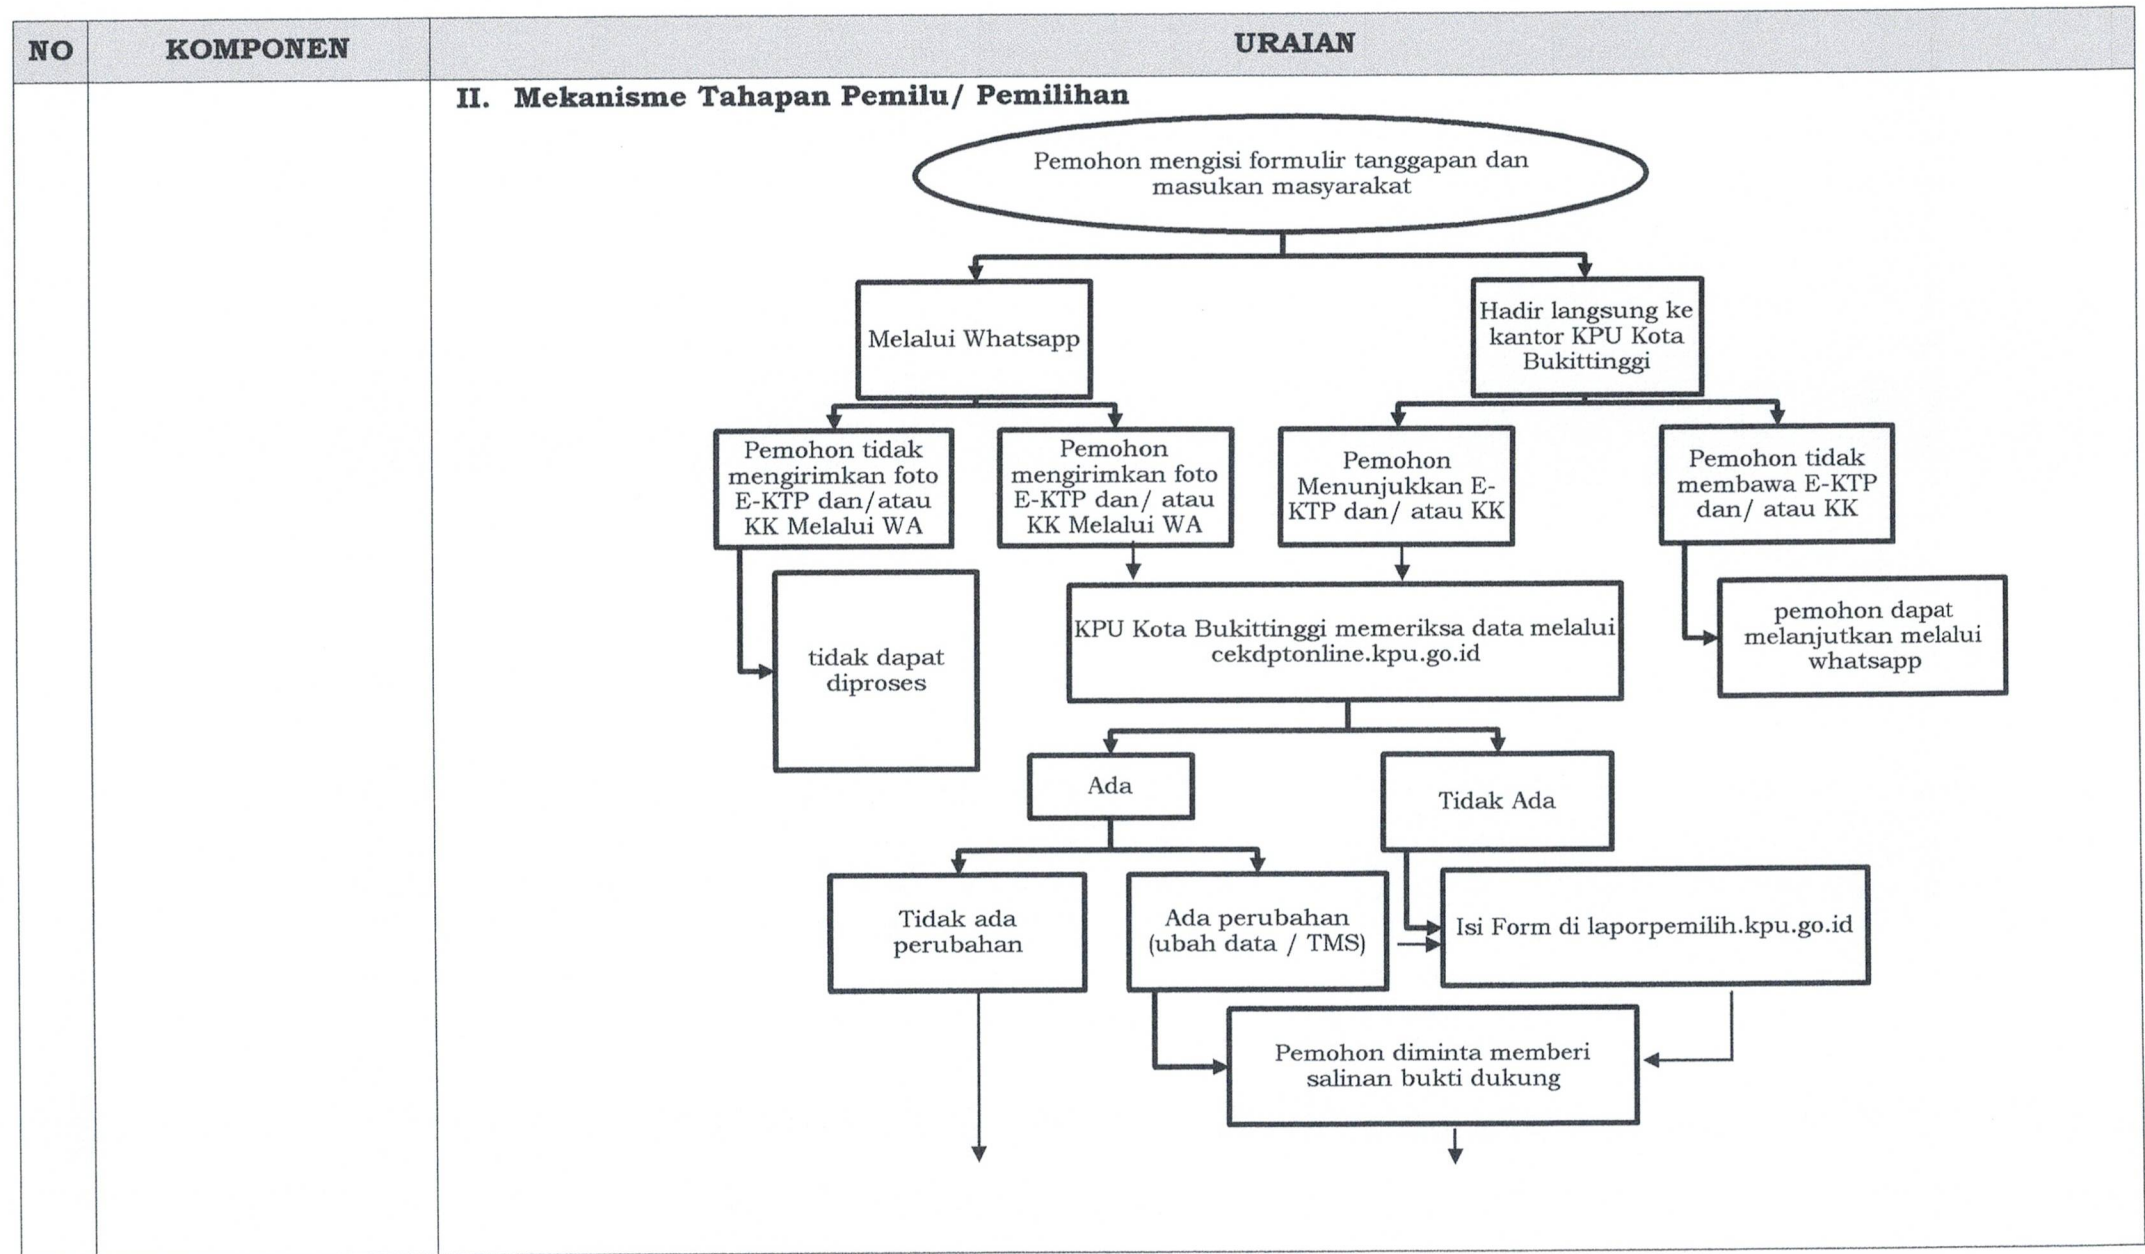 NO
KOMPONEN
URAIAN
II. Mekanisme Tahapan Pemilu/ Pemilihan
Pemohon mengisi formulir tanggapan dan
masukan masyarakat
Melalui Whatsapp
Hadir langsung ke
kantor KPU Kota
Bukittinggi
Pemohon tidak
mengirimkan foto
E-KTP dan/atau
KK Melalui WA
Pemohon
mengirimkan foto
E-KTP dan/ atau
KK Melalui WA
Pemohon
Menunjukkan E-
KTP dan/ atau KK
Pemohon tidak
membawa E-KTP
dan/ atau KK
tidak dapat
diproses
KPU Kota Bukittinggi memeriksa data melalui
cekdptonline.kpu.go.id
pemohon dapat
melanjutkan melalui
whatsapp
Ada
Tidak Ada
Tidak ada
perubahan
Ada perubahan
(ubah data / TMS)
Isi Form di laporpemilih.kpu.go.id
Pemohon diminta memberi
salinan bukti dukung